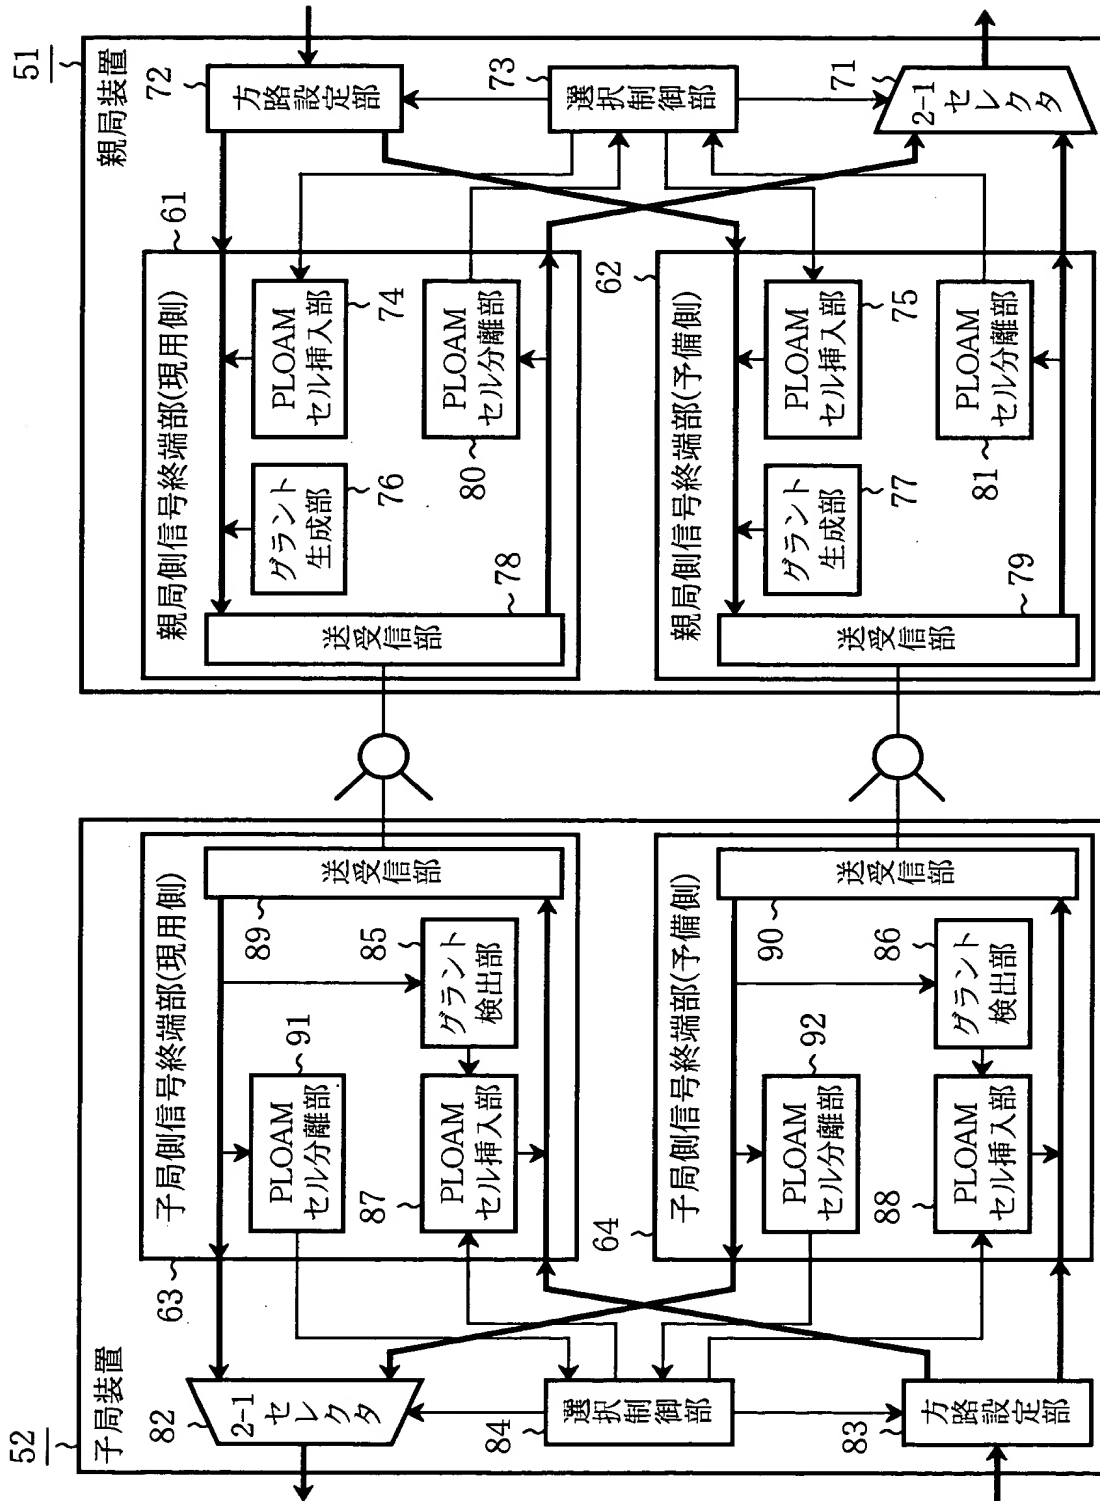 52
子局装置
82
2-1
セレクタ
84
選択制御部
83
方路設定部
63
子局側信号終端部(現用側)
91
PLOAM
セル分離部
87
PLOAM
セル挿入部
85
グラント
検出部
89
送受信部
64
子局側信号終端部(予備側)
92
PLOAM
セル分離部
88
PLOAM
セル挿入部
86
グラント
検出部
90
送受信部
51
親局装置
61
親局側信号終端部(現用側)
78
送受信部
76
グラント
生成部
74
PLOAM
セル挿入部
80
PLOAM
セル分離部
62
親局側信号終端部(予備側)
79
送受信部
77
グラント
生成部
75
PLOAM
セル挿入部
81
PLOAM
セル分離部
72
方路設定部
73
選択制御部
71
2-1
セレクタ